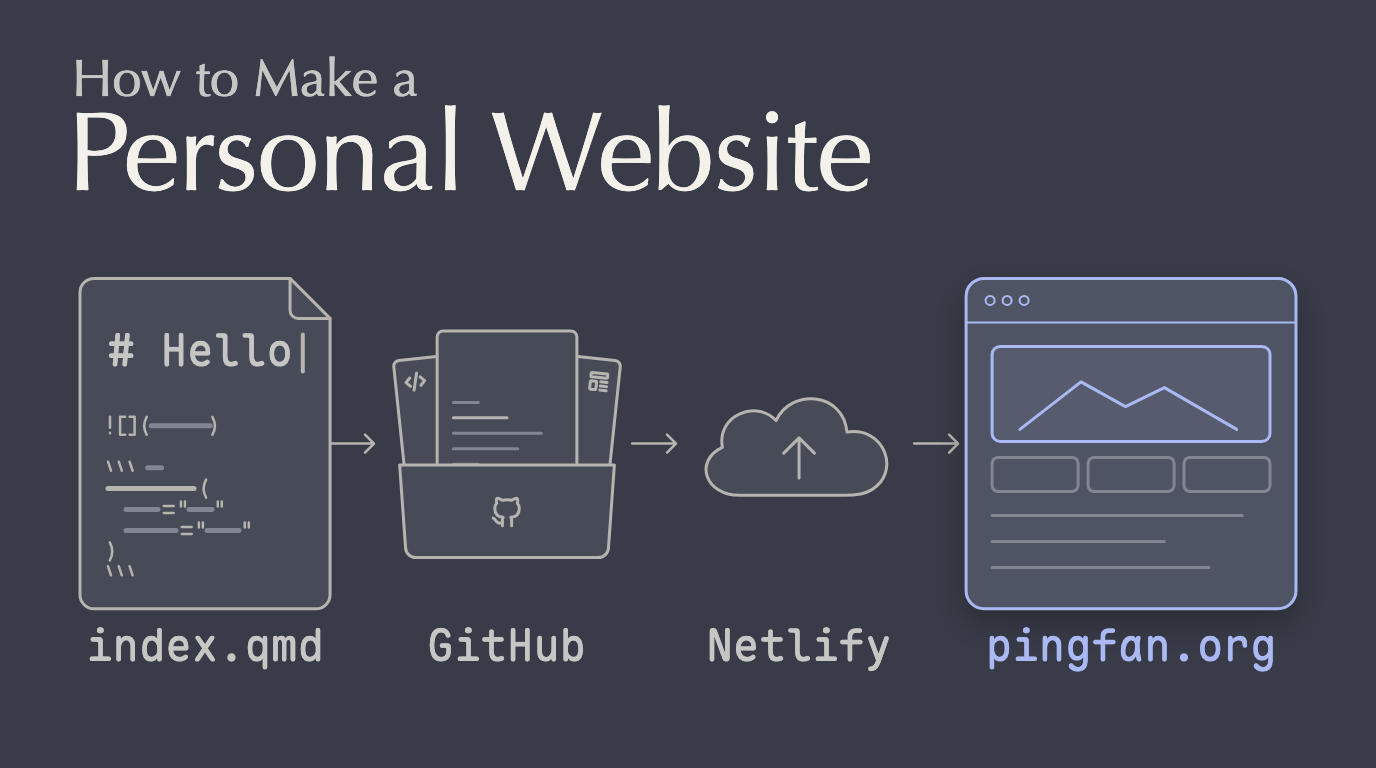 How to Make a
Personal Website
# Hello|
![]( )
\\\
(
=" "
=" "
)
\\\
</>
index.qmd
GitHub
Netlify
pingfan.org